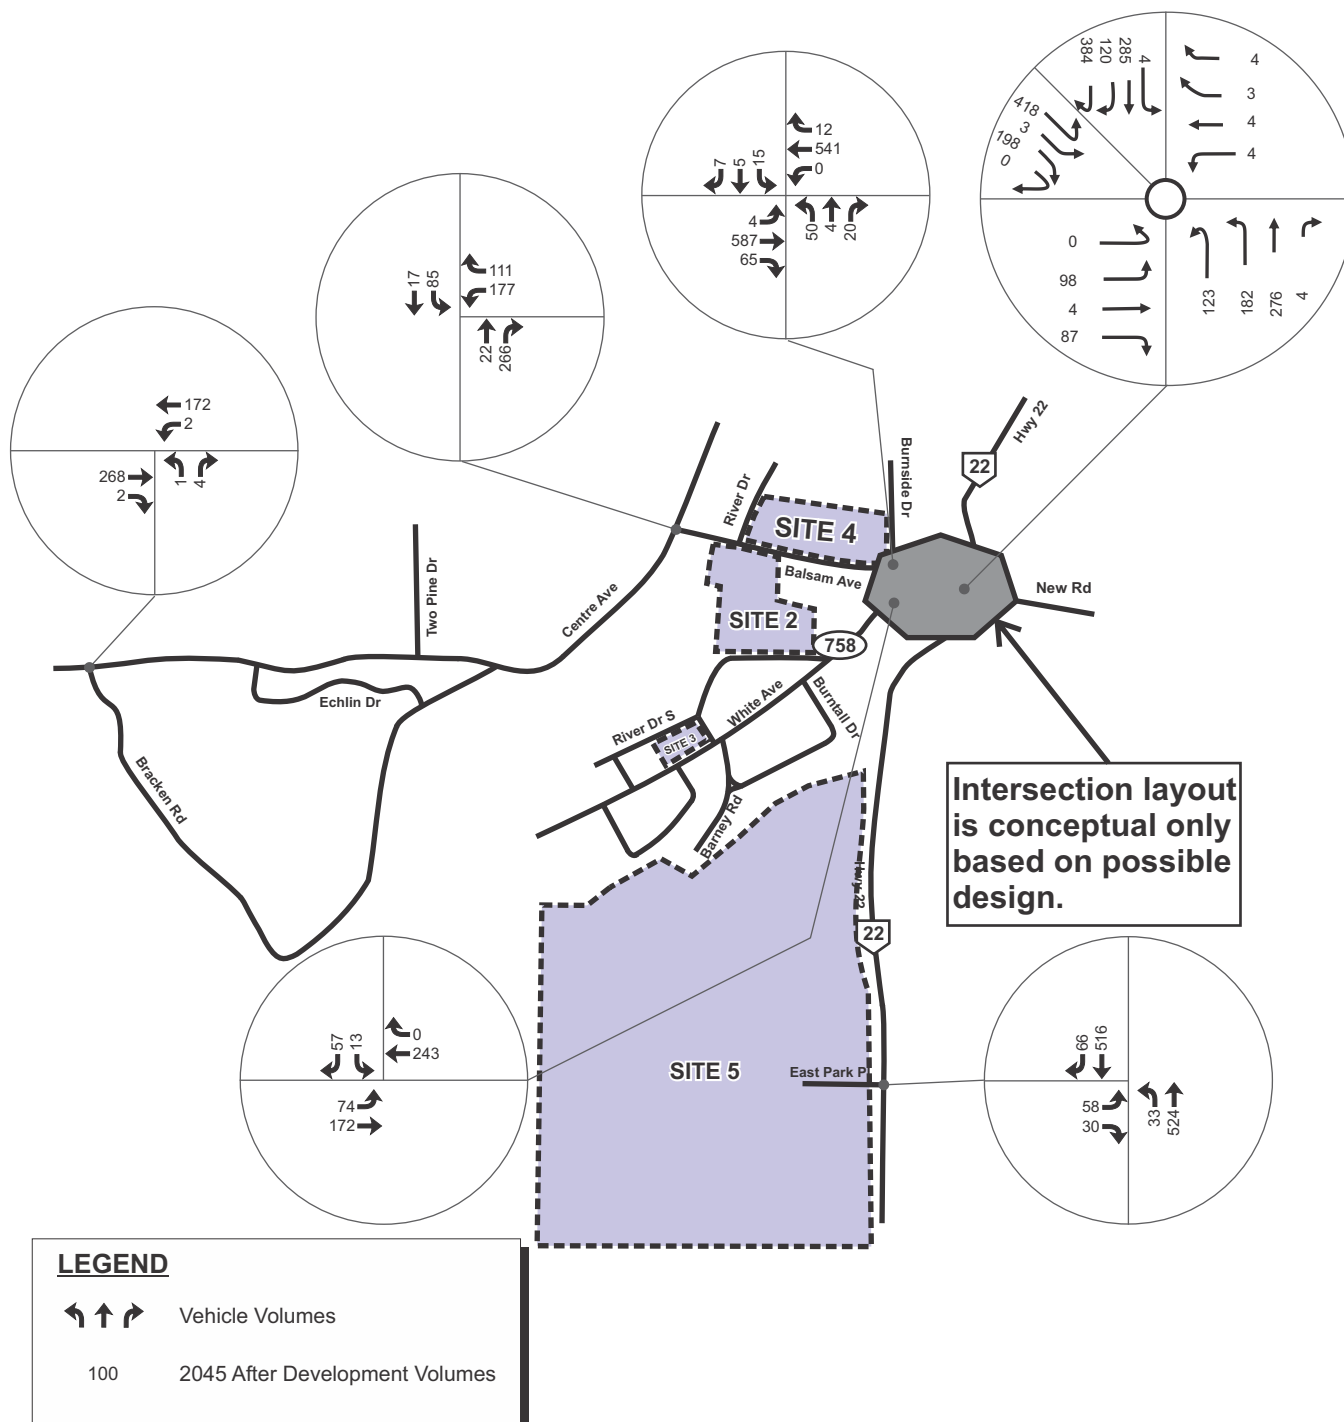 384
120
285
4
4
3
4
4
418
3
198
0
0
98
4
87
123
182
276
4
7
5
15
12
541
0
4
587
65
50
4
20
17
85
111
177
22
266
172
2
268
2
1
4
Hwy 22
22
Burnside Dr
River Dr
SITE 4
Balsam Ave
New Rd
Two Pine Dr
Centre Ave
SITE 2
758
Echlin Dr
White Ave
Burntall Dr
River Dr S
SITE 3
Bracken Rd
Barney Rd
Intersection layout
is conceptual only
based on possible
design.
Hwy 22
22
57
13
0
243
74
172
SITE 5
East Park P
66
516
58
30
33
524
LEGEND
Vehicle Volumes
100 2045 After Development Volumes